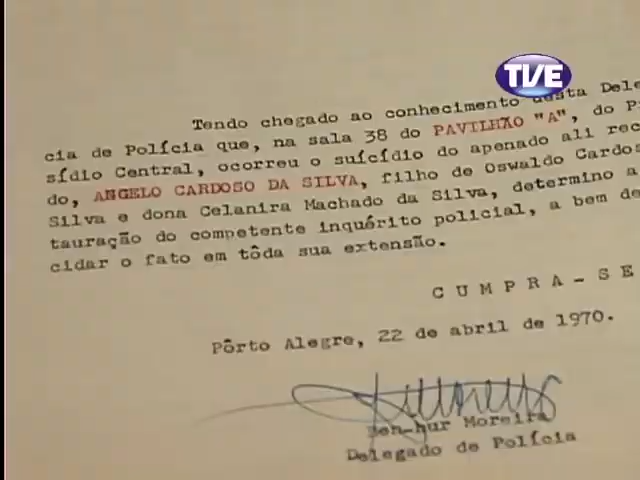 TVE
Tendo chegado ao conhecimento desta Dele
cia de Polícia que, na sala 38 do PAVILHÃO "A", do P
sídio Central, ocorreu o suicídio do apenado ali rec
do, ANGELO CARDOSO DA SILVA, filho de Oswaldo Cardos
Silva e dona Celanira Machado da Silva, determino a
tauração do competente inquérito policial, a bem de
cidar o fato em tôda sua extensão.
C U M P R A - S E
Pôrto Alegre, 22 de abril de 1970.
Ben-hur Moreira
Delegado de Polícia